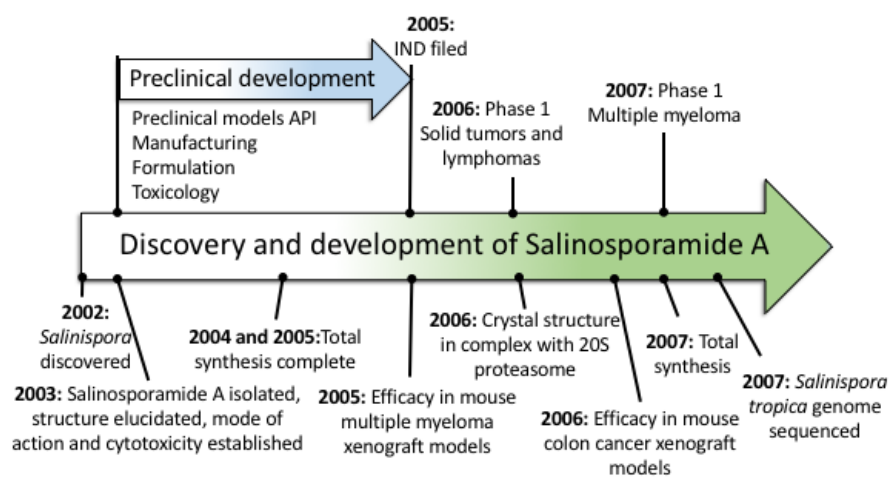 2005:
IND filed
Preclinical development
Preclinical models API
Manufacturing
Formulation
Toxicology
2006: Phase 1
Solid tumors and
lymphomas
2007: Phase 1
Multiple myeloma
Discovery and development of Salinosporamide A
2002:
Salinispora
discovered
2003: Salinosporamide A isolated,
structure elucidated, mode of
action and cytotoxicity established
2004 and 2005:Total
synthesis complete
2005: Efficacy in mouse
multiple myeloma
xenograft models
2006: Crystal structure
in complex with 20S
proteasome
2006: Efficacy in mouse
colon cancer xenograft
models
2007: Total
synthesis
2007: Salinispora
tropica genome
sequenced